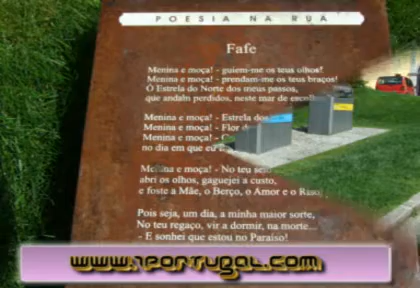 POESIA NA RUA
Fafe
Menina e moça! - guiem-me os teus olhos!
Menina e moça! - prendam-me os teus braços!
Ó Estrela do Norte dos meus passos,
que andam perdidos, neste mar de
Menina e moça! - Estrela dos
Menina e moça! - Flor
Menina e moça! -
no dia em que eu
Menina e moça! - No teu
abri os olhos, gaguejei a custo,
e foste a Mãe, o Berço, o Amor e o Riso
Pois seja, um dia, a minha maior sorte,
No teu regaço, vir a dormir, na morte...
- E sonhei que estou no Paraíso!
www.7portugal.com